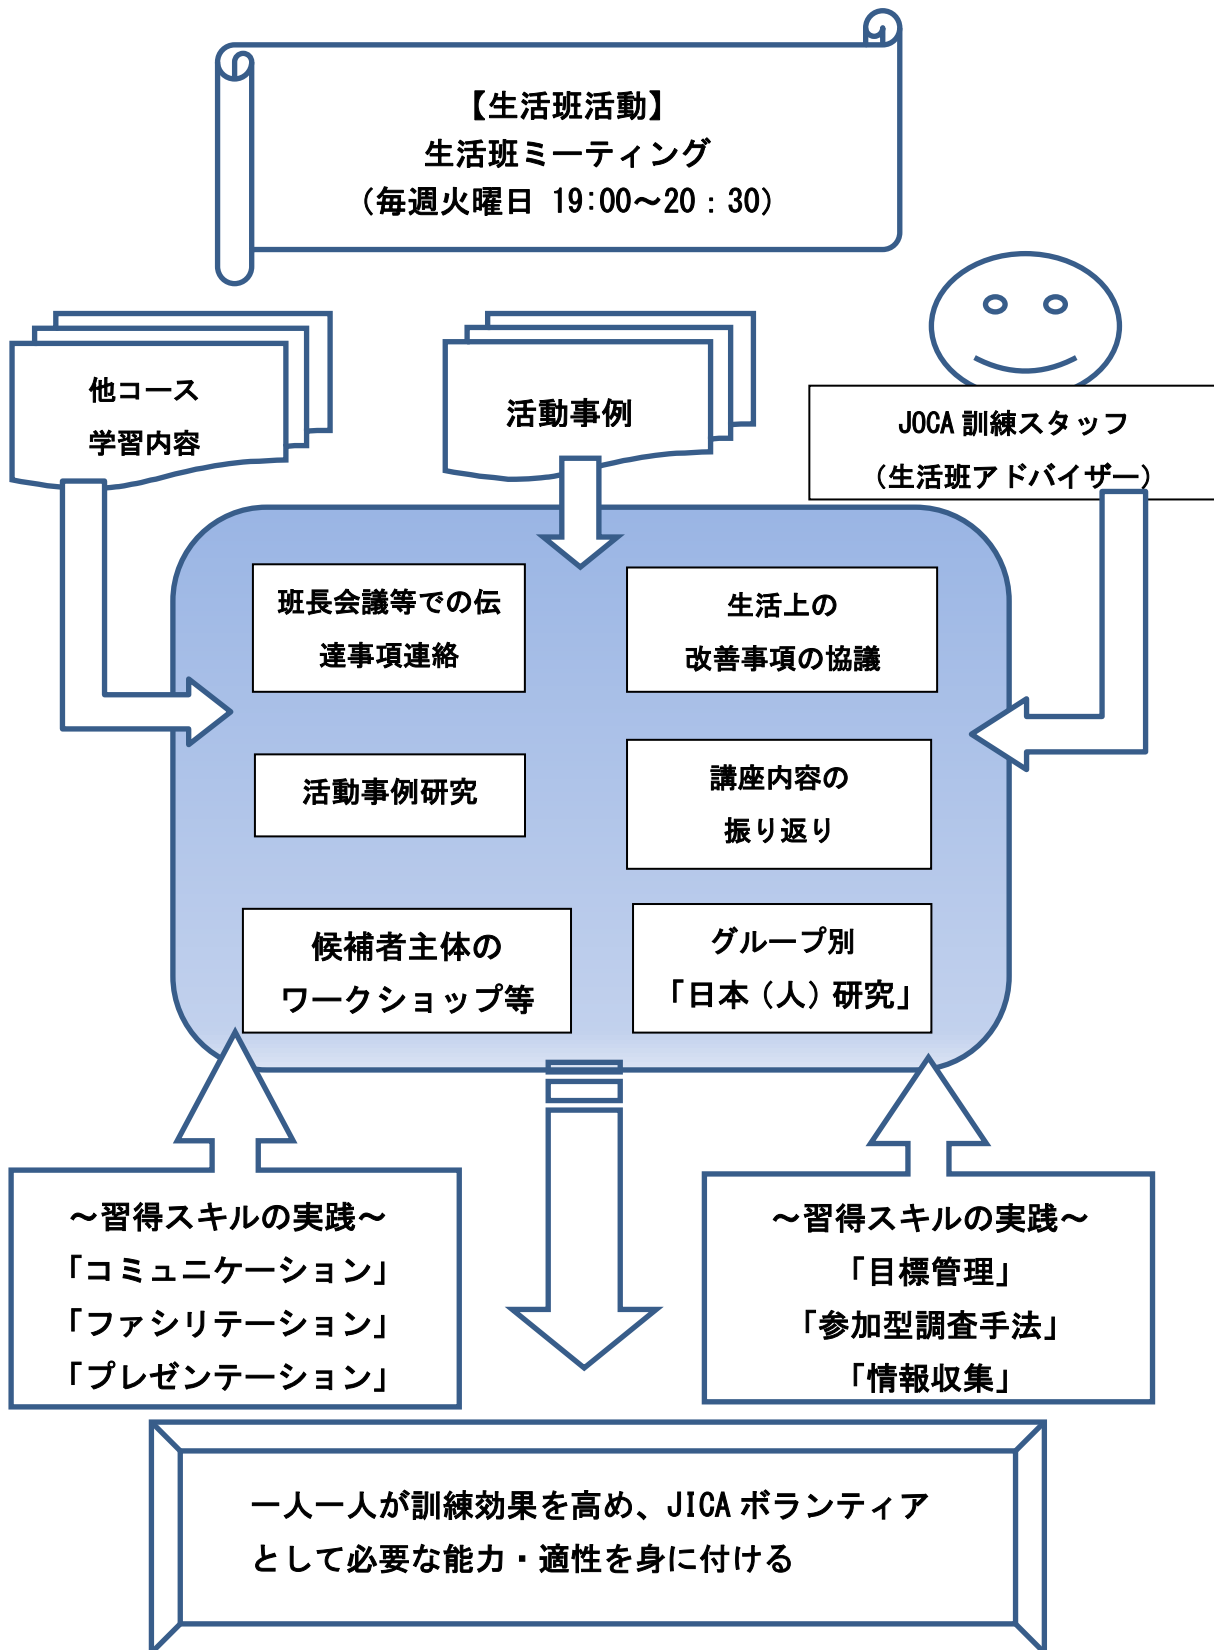 【生活班活動】
生活班ミーティング
（毎週火曜日 19:00～20：30）
他コース
学習内容
活動事例
JOCA 訓練スタッフ
（生活班アドバイザー）
班長会議等での伝
達事項連絡
生活上の
改善事項の協議
活動事例研究
講座内容の
振り返り
候補者主体の
ワークショップ等
グループ別
「日本（人）研究」
～習得スキルの実践～
「コミュニケーション」
「ファシリテーション」
「プレゼンテーション」
～習得スキルの実践～
「目標管理」
「参加型調査手法」
「情報収集」
一人一人が訓練効果を高め、JICA ボランティア
として必要な能力・適性を身に付ける